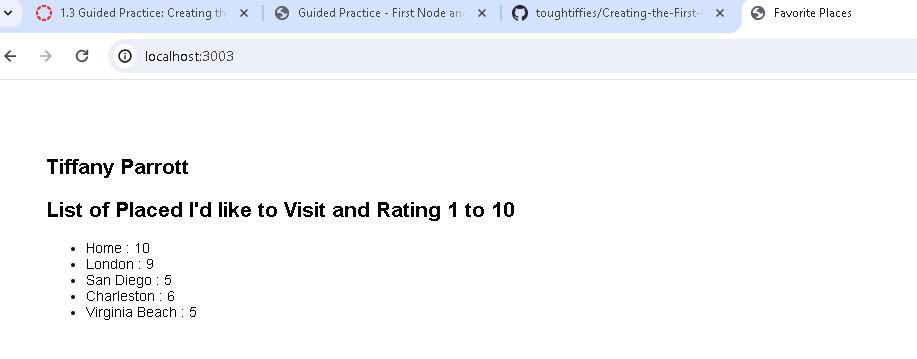 1.3 Guided Practice: Creating th
Guided Practice - First Node an
toughtiffies/Creating-the-First-
Favorite Places
localhost:3003
Tiffany Parrott
List of Placed I'd like to Visit and Rating 1 to 10
Home : 10
London : 9
San Diego : 5
Charleston : 6
Virginia Beach : 5